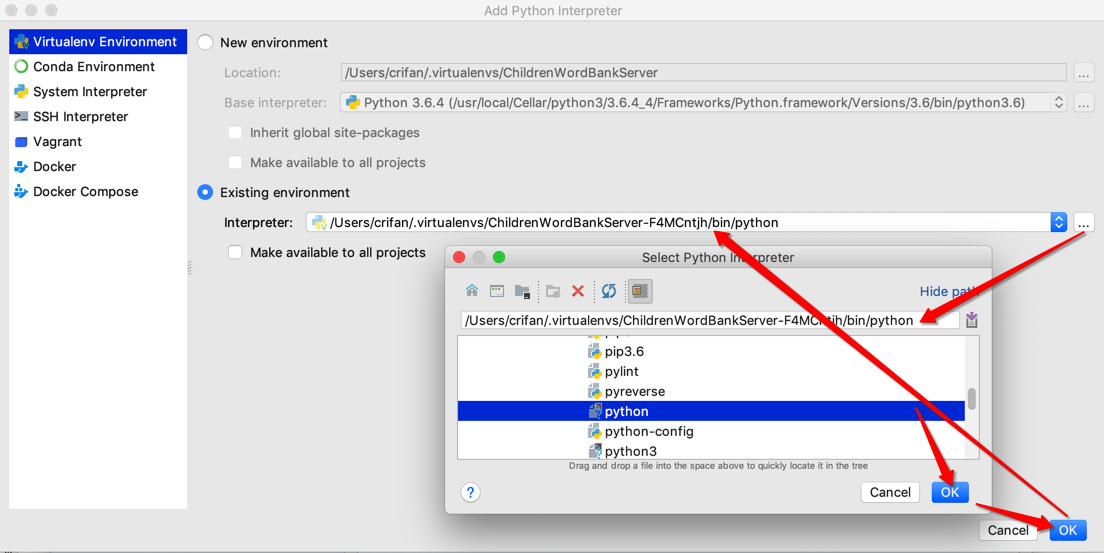 Add Python Interpreter
Virtualenv Environment
Conda Environment
System Interpreter
SSH Interpreter
Vagrant
Docker
Docker Compose
New environment
Location: /Users/crifan/.virtualenvs/ChildrenWordBankServer ...
Base interpreter: Python 3.6.4 (/usr/local/Cellar/python3/3.6.4_4/Frameworks/Python.framework/Versions/3.6/bin/python3.6) ...
Inherit global site-packages
Make available to all projects
Existing environment
Interpreter: /Users/crifan/.virtualenvs/ChildrenWordBankServer-F4MCntjh/bin/python ...
Make available to all projects
Select Python Interpreter
Hide path
/Users/crifan/.virtualenvs/ChildrenWordBankServer-F4MCntjh/bin/python
pip3.6
pylint
pyreverse
python
python-config
python3
Drag and drop a file into the space above to quickly locate it in the tree
? Cancel OK
Cancel OK